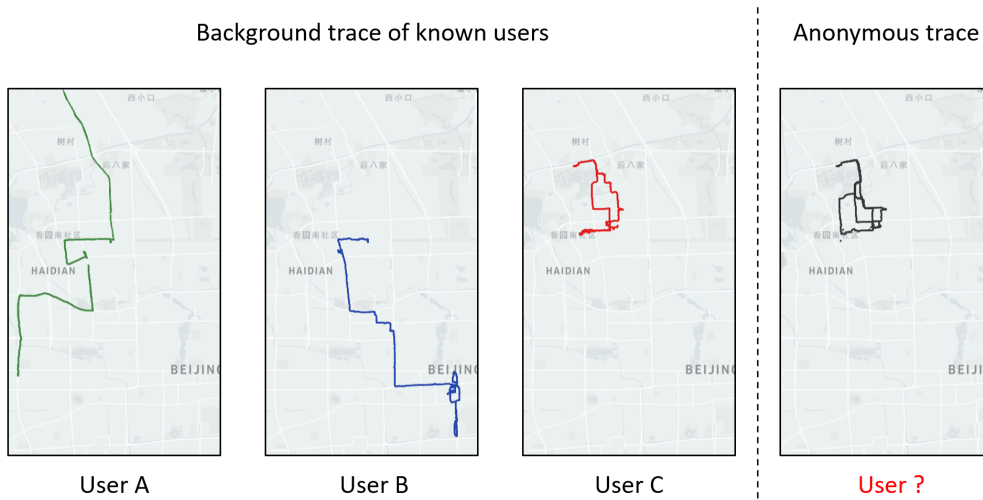 Background trace of known users
Anonymous trace
西小口
树村
后八家
香园南社区
HAIDIAN
BEIJING
西小口
树村
后八家
香园南社区
HAIDIAN
BEIJING
西小口
树村
后八家
香园南社区
HAIDIAN
BEIJING
西小口
树村
后八家
香园南社区
HAIDIAN
BEIJI
User A
User B
User C
User ?